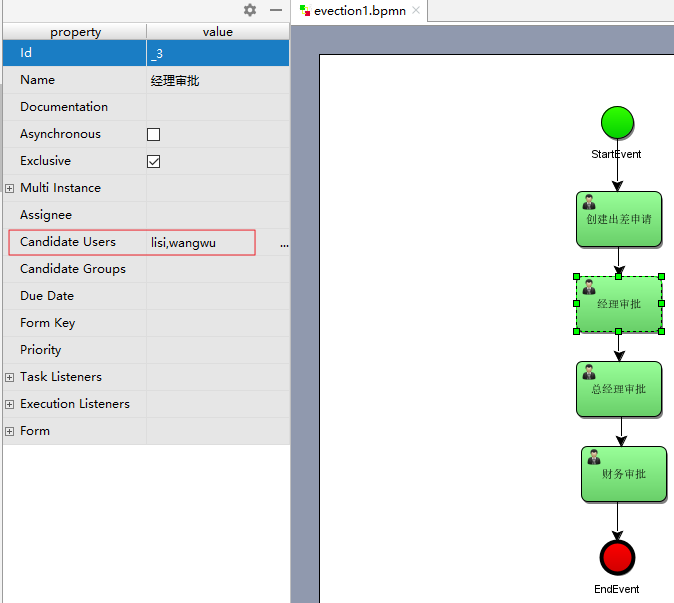 evection1.bpmn
property value
Id _3
Name 经理审批
Documentation
Asynchronous
Exclusive
Multi Instance
Assignee
Candidate Users lisi,wangwu ...
Candidate Groups
Due Date
Form Key
Priority
Task Listeners
Execution Listeners
Form
StartEvent
创建出差申请
经理审批
总经理审批
财务审批
EndEvent